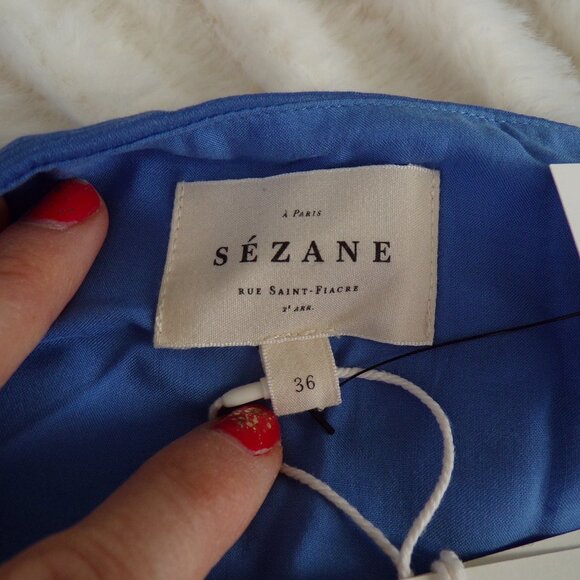 À PARIS
SÉZANE
RUE SAINT-FIACRE
2ᵉ ARR.
36